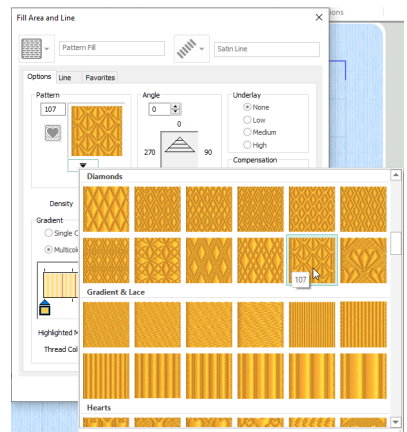 ons
Fill Area and Line
Pattern Fill
Satin Line
Options Line Favorites
Pattern
107
Angle
0
0
270
90
Underlay
None
Low
Medium
High
Compensation
Density
Gradient
Single C
Multicolo
Highlighted M
Thread Col
Diamonds
107
Gradient & Lace
Hearts